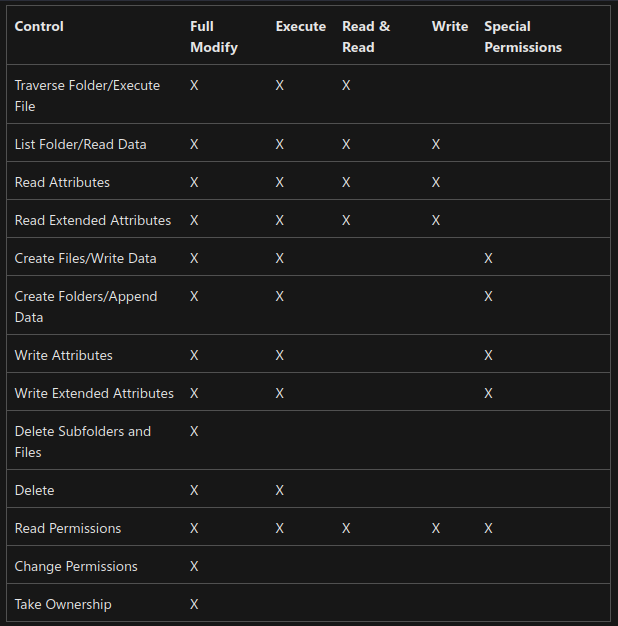 Control Full Modify Execute Read & Read Write Special Permissions
Traverse Folder/Execute File X X X
List Folder/Read Data X X X X
Read Attributes X X X X
Read Extended Attributes X X X X
Create Files/Write Data X X X
Create Folders/Append Data X X X
Write Attributes X X X
Write Extended Attributes X X X
Delete Subfolders and Files X
Delete X X
Read Permissions X X X X X
Change Permissions X
Take Ownership X